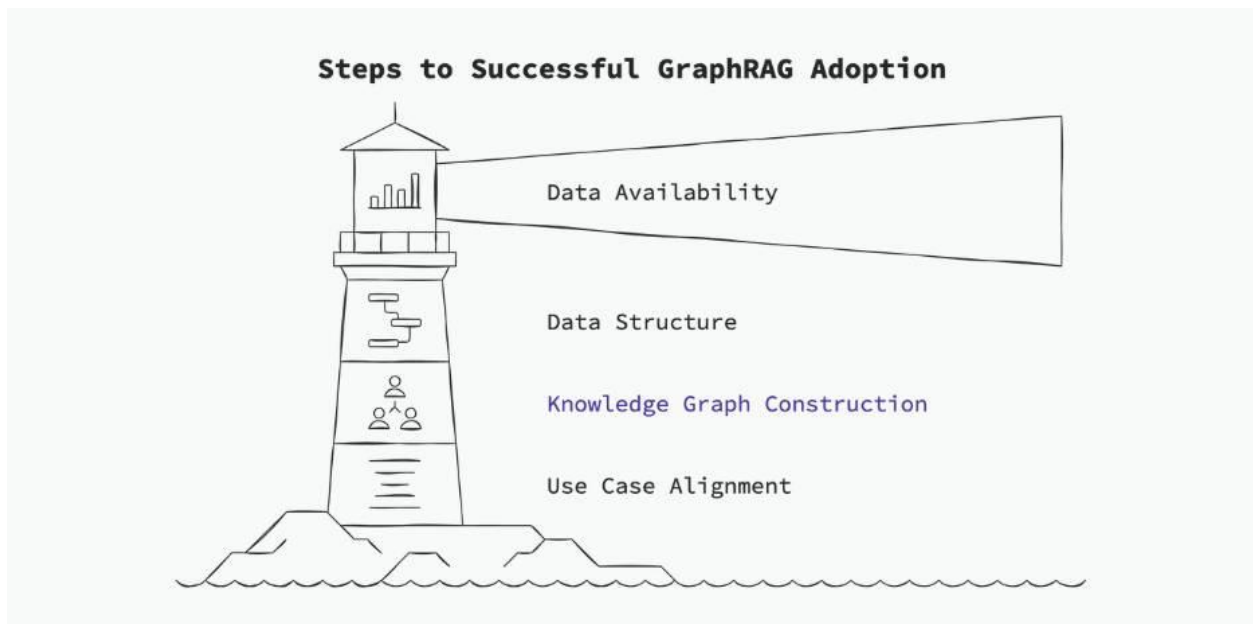 Steps to Successful GraphRAG Adoption
Data Availability
Data Structure
Knowledge Graph Construction
Use Case Alignment